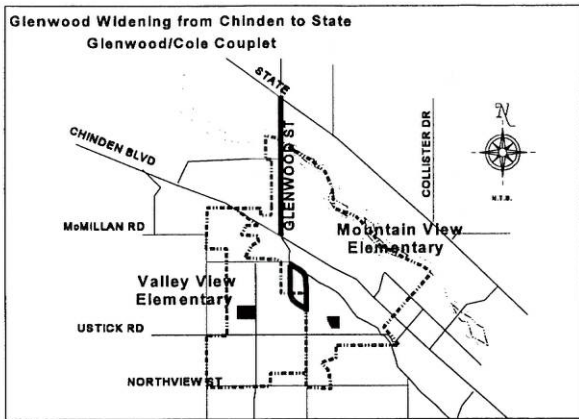 Glenwood Widening from Chinden to State
Glenwood/Cole Couplet
STATE
CHINDEN BLVD
GLENWOOD ST
COLLISTER DR
N
N.T.S.
McMILLAN RD
Mountain View
Elementary
Valley View
Elementary
USTICK RD
NORTHVIEW ST